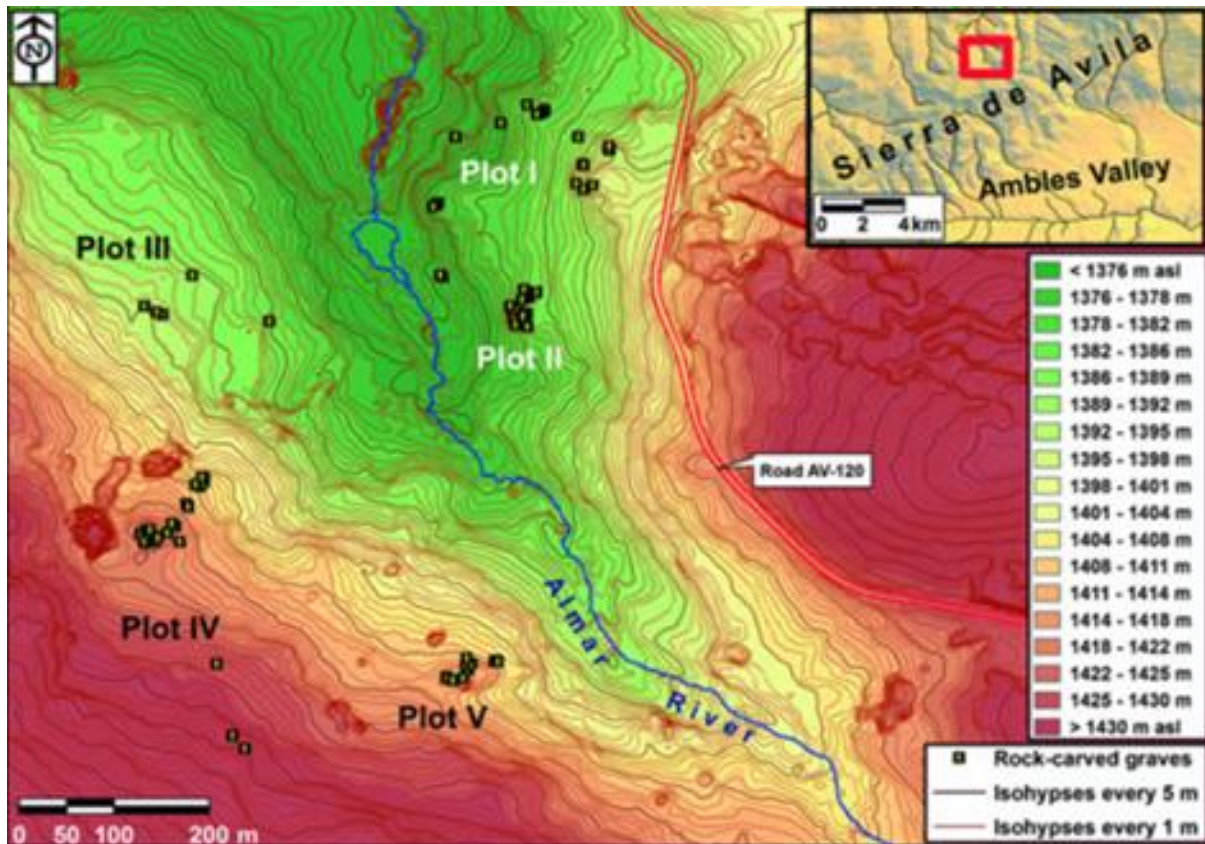 N
Sierra de Avila
Ambles Valley
0 2 4 km
Plot I
Plot III
Plot II
Road AV-120
Plot IV
Plot V
Almar River
0 50 100 200 m
< 1376 m asl
1376 - 1378 m
1378 - 1382 m
1382 - 1386 m
1386 - 1389 m
1389 - 1392 m
1392 - 1395 m
1395 - 1398 m
1398 - 1401 m
1401 - 1404 m
1404 - 1408 m
1408 - 1411 m
1411 - 1414 m
1414 - 1418 m
1418 - 1422 m
1422 - 1425 m
1425 - 1430 m
> 1430 m asl
Rock-carved graves
Isohypses every 5 m
Isohypses every 1 m